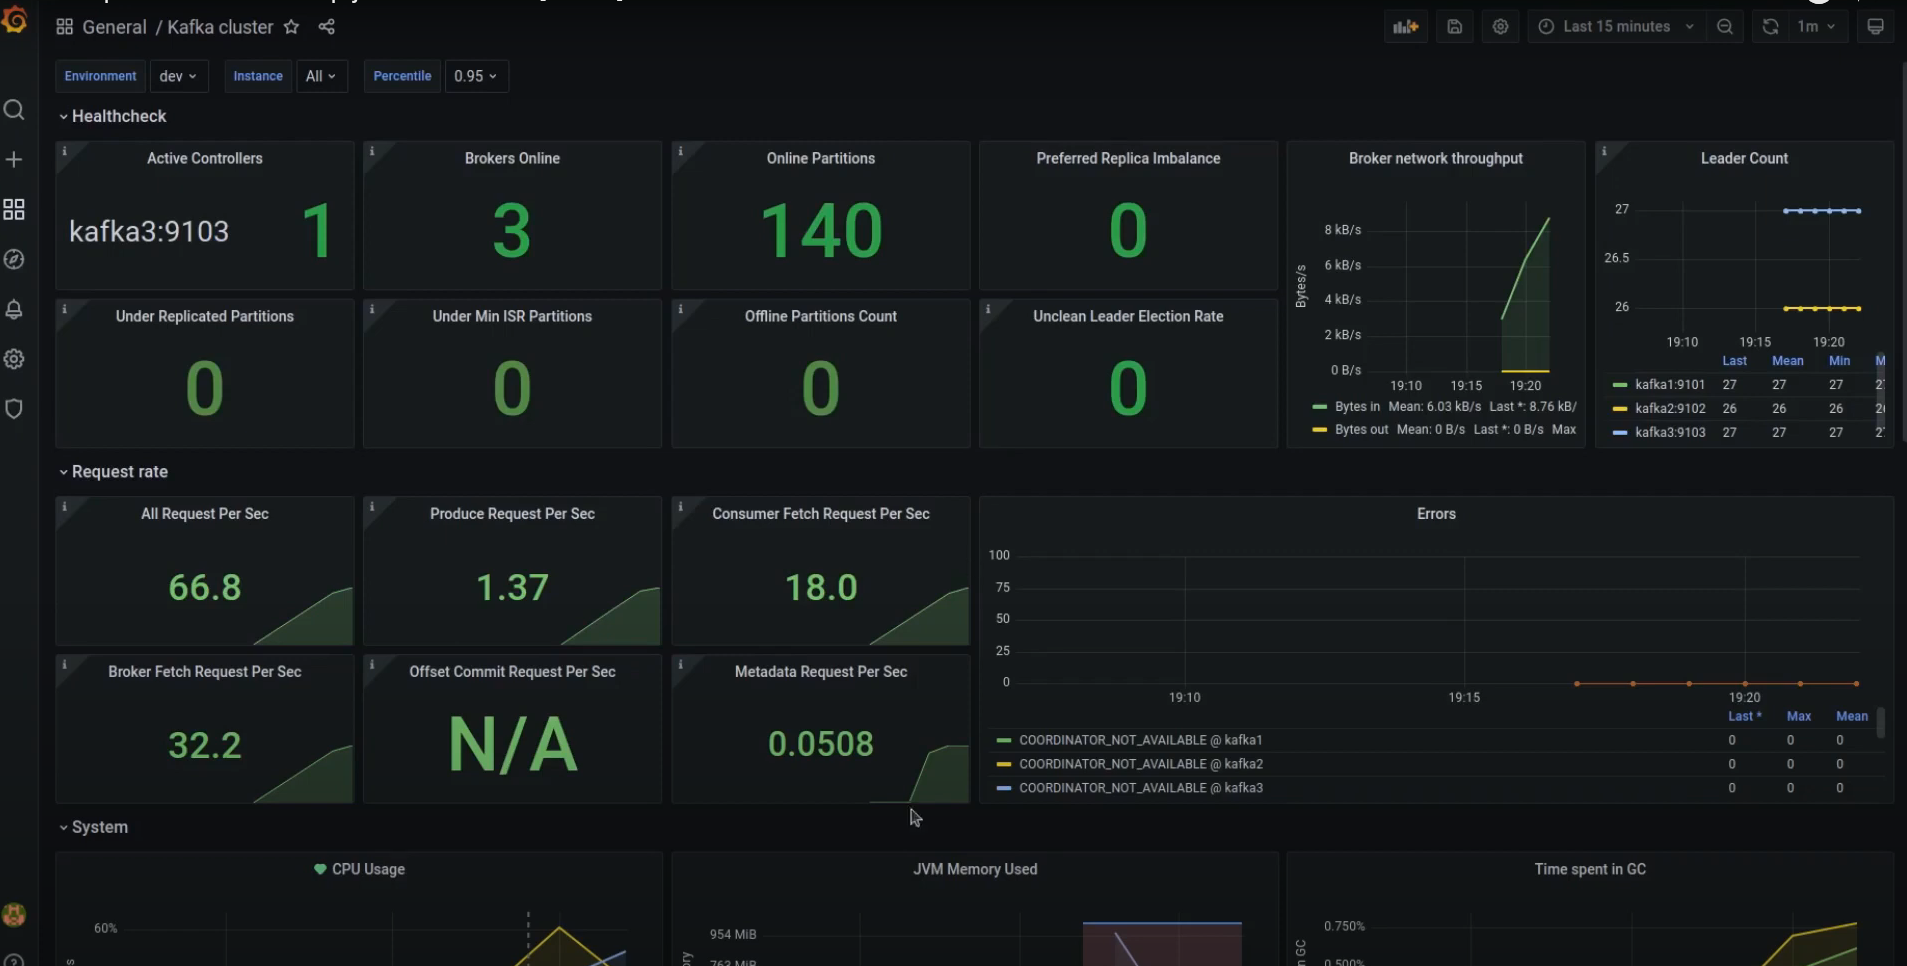 General / Kafka cluster
Last 15 minutes
1m
Environment dev Instance All Percentile 0.95
Healthcheck
Active Controllers
kafka3:9103 1
Brokers Online
3
Online Partitions
140
Preferred Replica Imbalance
0
Broker network throughput
Bytes/s
8 kB/s
6 kB/s
4 kB/s
2 kB/s
0 B/s
19:10 19:15 19:20
Bytes in Mean: 6.03 kB/s Last *: 8.76 kB/
Bytes out Mean: 0 B/s Last *: 0 B/s Max
Leader Count
27
26.5
26
19:10 19:15 19:20
Last Mean Min M
kafka1:9101 27 27 27
kafka2:9102 26 26 26
kafka3:9103 27 27 27
Under Replicated Partitions
0
Under Min ISR Partitions
0
Offline Partitions Count
0
Unclean Leader Election Rate
0
Request rate
All Request Per Sec
66.8
Produce Request Per Sec
1.37
Consumer Fetch Request Per Sec
18.0
Errors
100
75
50
25
0
19:10 19:15 19:20
Last * Max Mean
COORDINATOR_NOT_AVAILABLE @ kafka1 0 0 0
COORDINATOR_NOT_AVAILABLE @ kafka2 0 0 0
COORDINATOR_NOT_AVAILABLE @ kafka3 0 0 0
Broker Fetch Request Per Sec
32.2
Offset Commit Request Per Sec
N/A
Metadata Request Per Sec
0.0508
System
CPU Usage
60%
JVM Memory Used
954 MiB
763 MiB
Time spent in GC
0.750%
0.500%
n GC